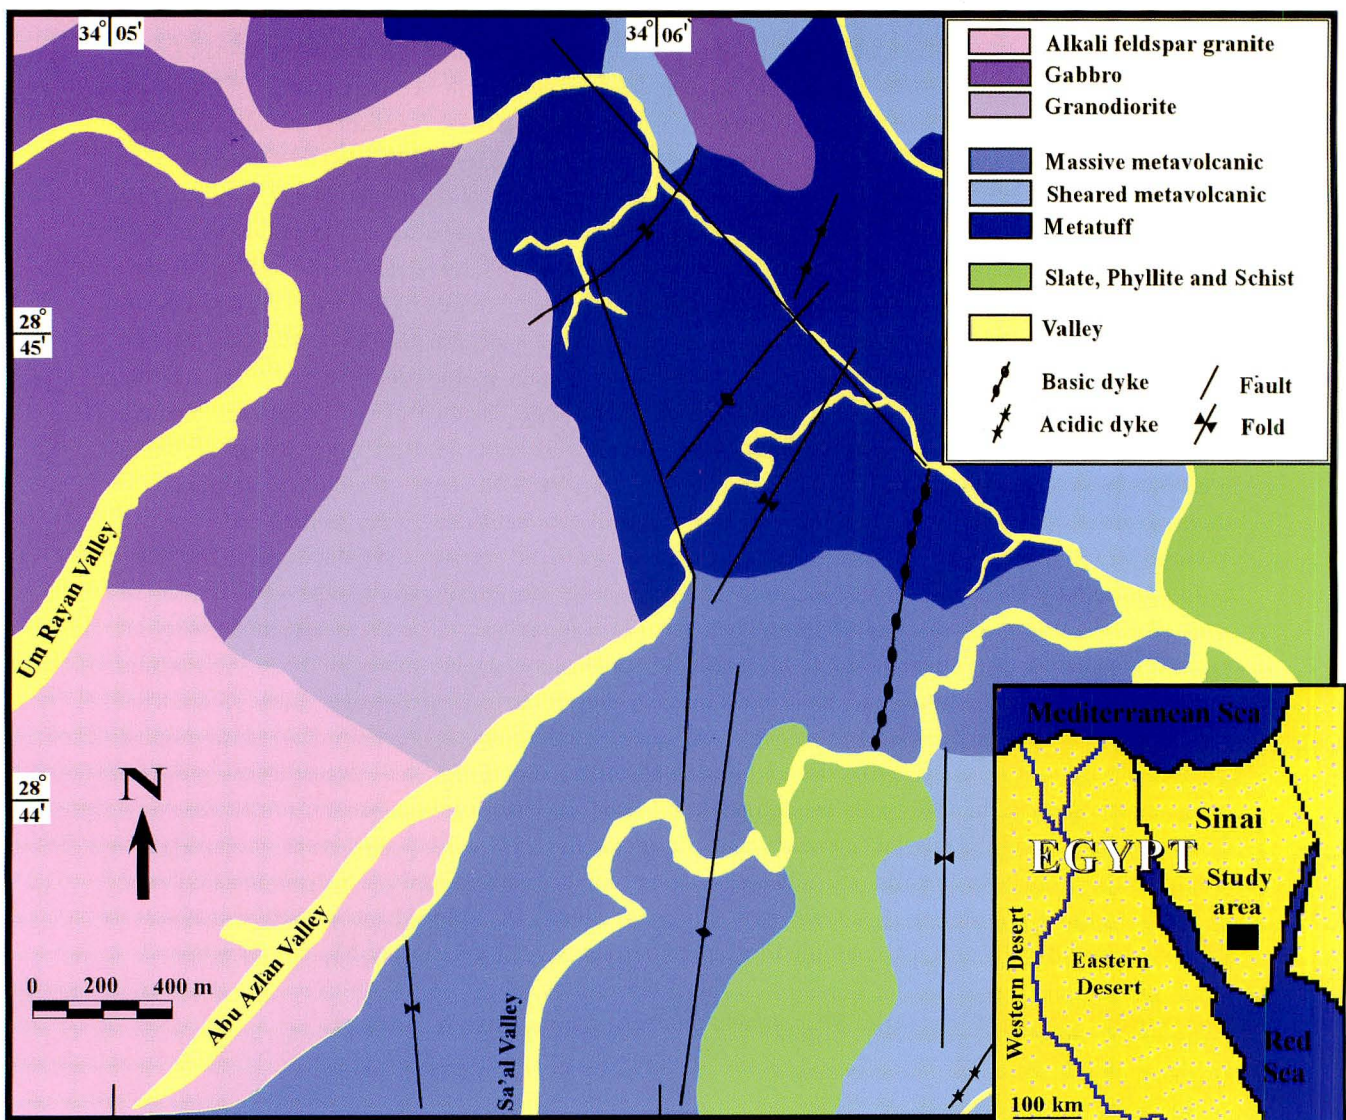 34° 05'
34° 06'
Alkali feldspar granite
Gabbro
Granodiorite
Massive metavolcanic
Sheared metavolcanic
Metatuff
Slate, Phyllite and Schist
Valley
Basic dyke
Fault
Acidic dyke
Fold
28°
45'
Um Rayan Valley
28°
44'
N
0 200 400 m
Abu Azlan Valley
Sa'al Valley
Mediterranean Sea
Sinai
EGYPT
Study
area
Western Desert
Eastern
Desert
Red
Sea
100 km